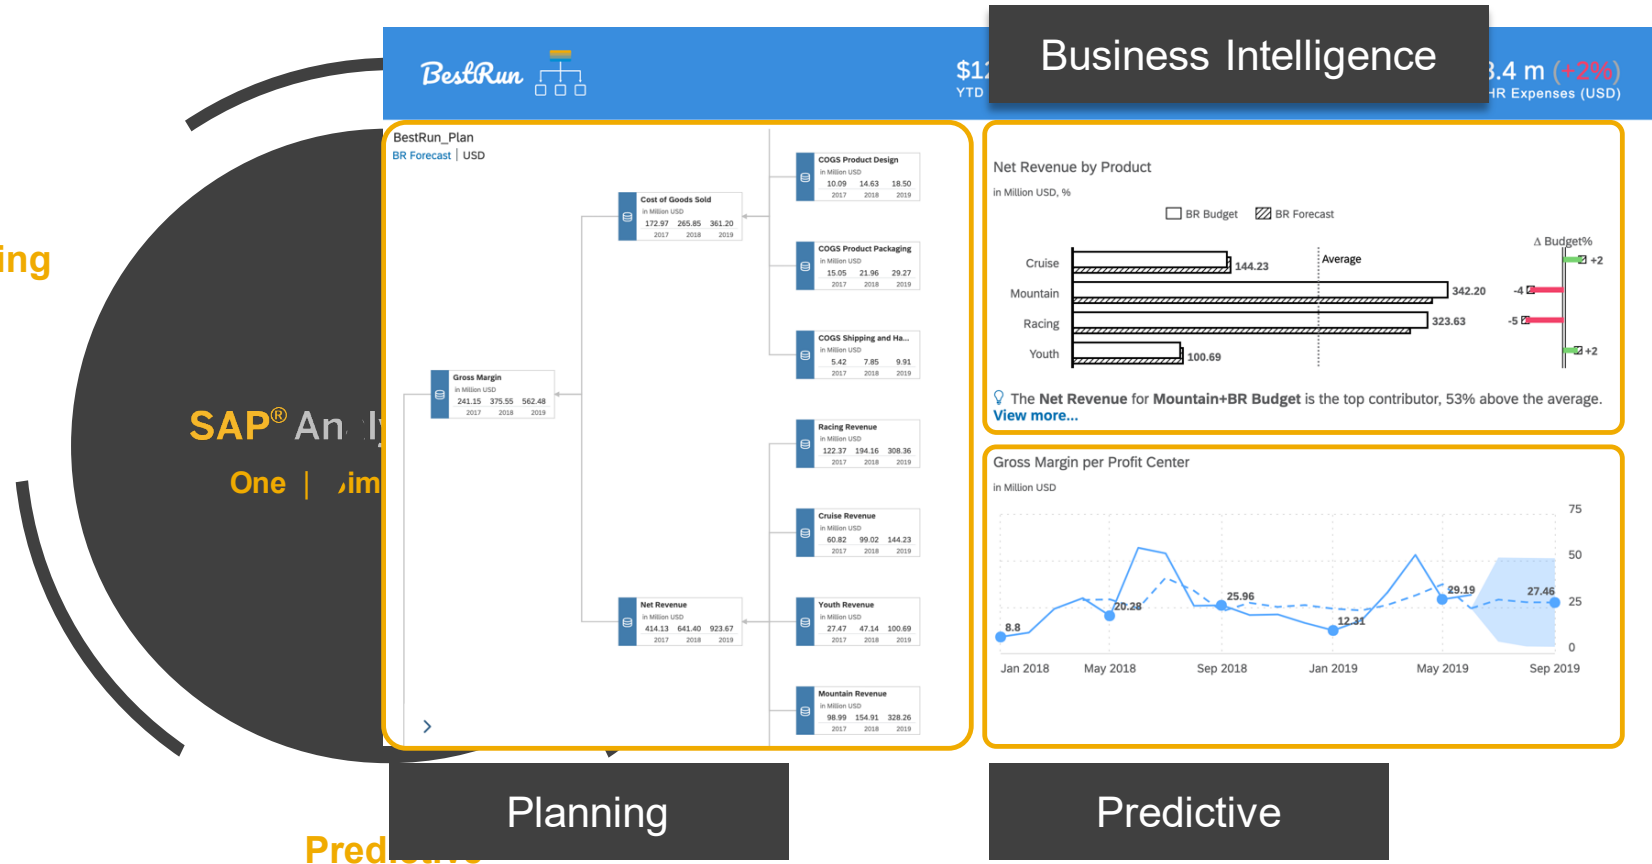 Business Intelligence
BestRun
$12
YTD
3.4 m (+2%)
HR Expenses (USD)
BestRun_Plan
BR Forecast | USD
COGS Product Design
in Million USD
10.09 14.63 18.50
2017 2018 2019
Cost of Goods Sold
in Million USD
172.97 265.85 361.20
2017 2018 2019
COGS Product Packaging
in Million USD
15.05 21.96 29.27
2017 2018 2019
COGS Shipping and Ha...
in Million USD
5.42 7.85 9.91
2017 2018 2019
Gross Margin
in Million USD
241.15 375.55 562.48
2017 2018 2019
Racing Revenue
in Million USD
122.37 194.16 308.36
2017 2018 2019
Cruise Revenue
in Million USD
60.82 99.02 144.23
2017 2018 2019
Net Revenue
in Million USD
414.13 641.40 923.67
2017 2018 2019
Youth Revenue
in Million USD
27.47 47.14 100.69
2017 2018 2019
Mountain Revenue
in Million USD
98.99 154.91 328.26
2017 2018 2019
Net Revenue by Product
in Million USD, %
BR Budget BR Forecast
Δ Budget%
Average
Cruise 144.23 +2
Mountain 342.20 -4
Racing 323.63 -5
Youth 100.69 +2
The Net Revenue for Mountain+BR Budget is the top contributor, 53% above the average.
View more...
Gross Margin per Profit Center
in Million USD
75
50
25
0
8.8
20.28
25.96
12.31
29.19
27.46
Jan 2018 May 2018 Sep 2018 Jan 2019 May 2019 Sep 2019
ing
SAP® An ly
One | im
Planning
Predictive
Predictive